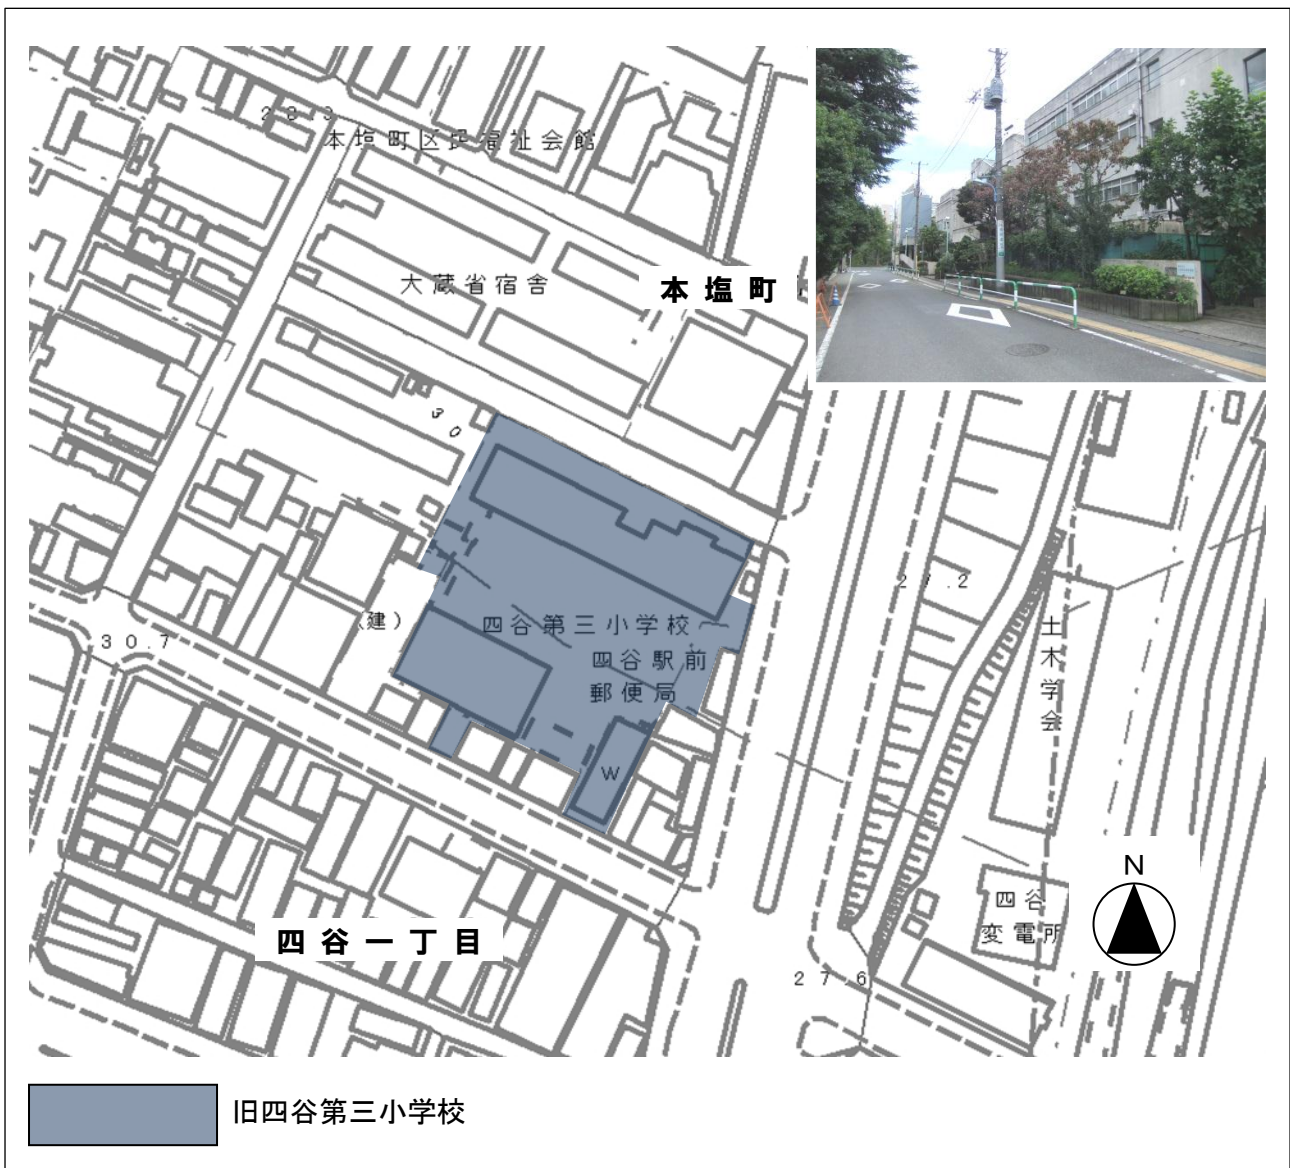 28.3
本塩町区民福祉会館
大蔵省宿舎
本塩町
30
27.2
(建)
四谷第三小学校
30.7
四谷駅前
郵便局
土木学会
W
N
四谷
変電所
四谷一丁目
27.6
旧四谷第三小学校